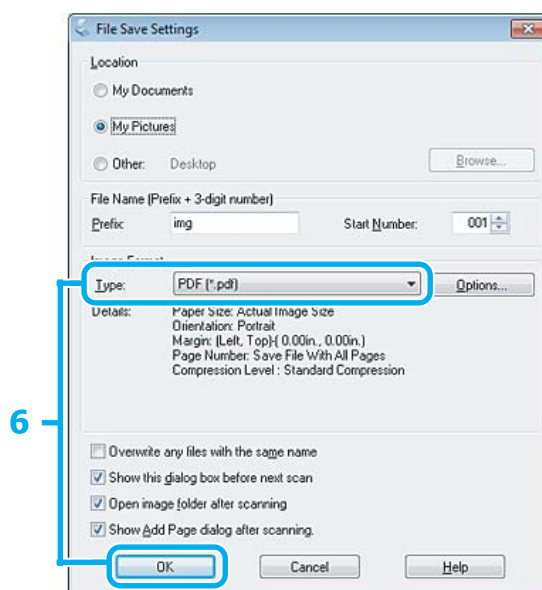 File Save Settings
Location
My Documents
My Pictures
Other: Desktop Browse...
File Name (Prefix + 3-digit number)
Prefix: img Start Number: 001
Image Format
Type: PDF (*.pdf) Options...
Details: Paper Size: Actual Image Size
Orientation: Portrait
Margin: (Left, Top)-( 0.00in., 0.00in.)
Page Number: Save File With All Pages
Compression Level : Standard Compression
6
Overwrite any files with the same name
Show this dialog box before next scan
Open image folder after scanning
Show Add Page dialog after scanning.
OK Cancel Help